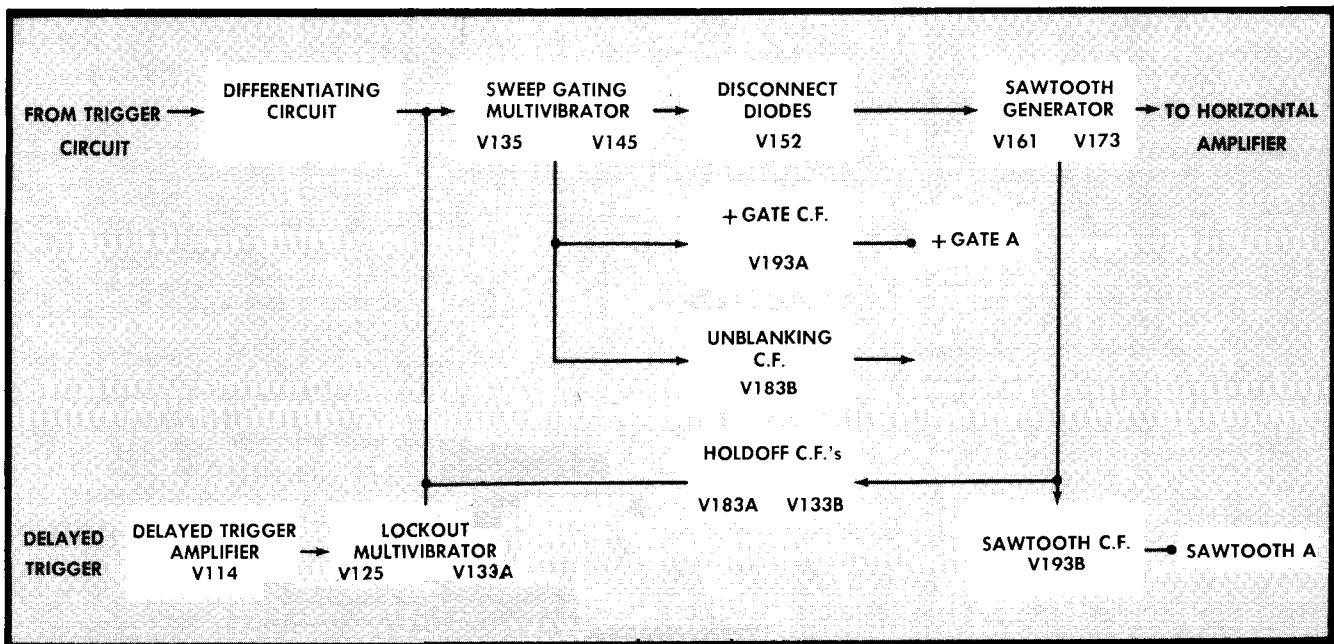 FROM TRIGGER
CIRCUIT
DIFFERENTIATING
CIRCUIT
SWEEP GATING
MULTIVIBRATOR
V135 V145
DISCONNECT
DIODES
V152
SAWTOOTH
GENERATOR
V161 V173
TO HORIZONTAL
AMPLIFIER
+ GATE C.F.
V193A
+ GATE A
UNBLANKING
C.F.
V183B
HOLDOFF C.F.'s
V183A V133B
DELAYED
TRIGGER
DELAYED TRIGGER
AMPLIFIER
V114
LOCKOUT
MULTIVIBRATOR
V125 V133A
SAWTOOTH C.F.
V193B
SAWTOOTH A